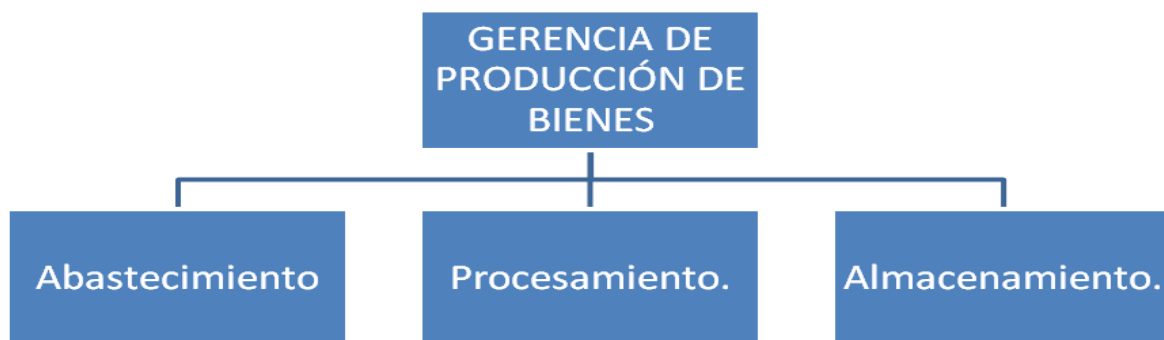 GERENCIA DE
PRODUCCIÓN DE
BIENES
Abastecimiento
Procesamiento.
Almacenamiento.